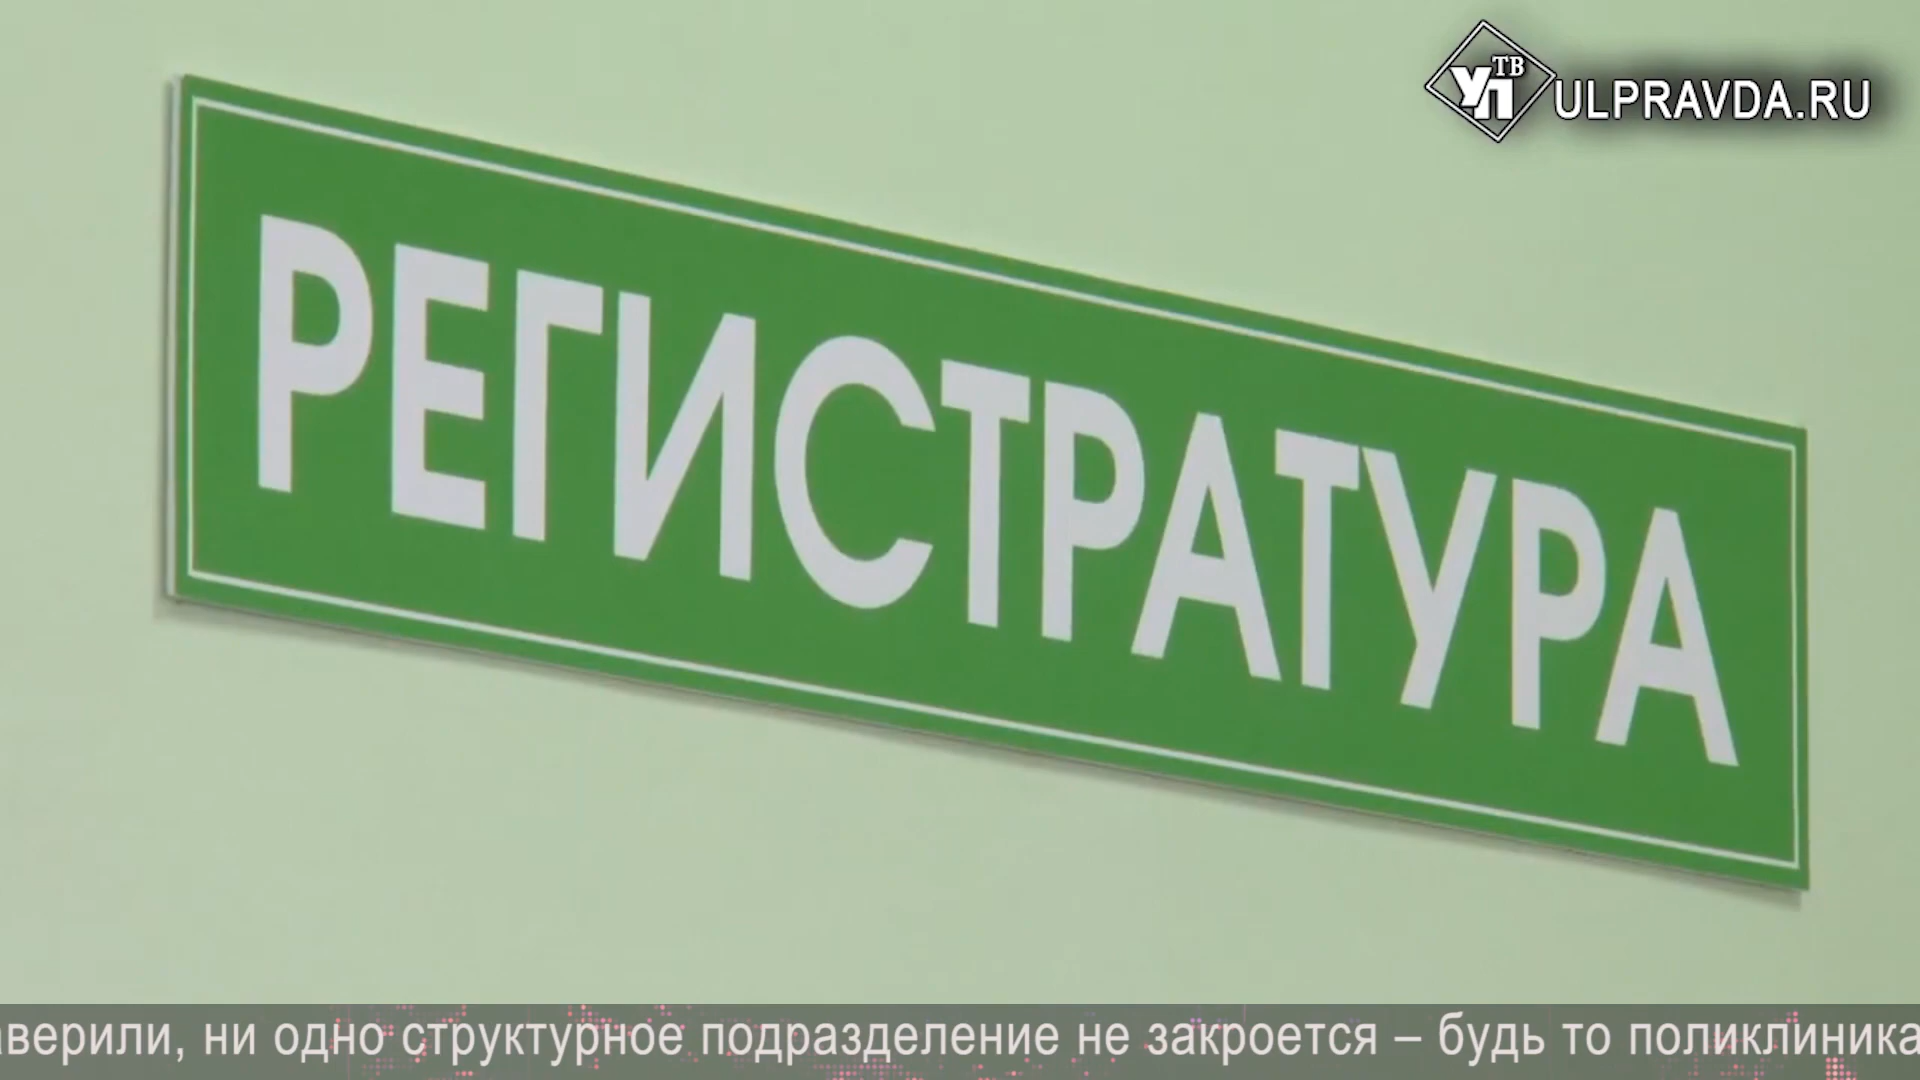 ТВ
УП ULPRAVDA.RU
РЕГИСТРАТУРА
аверили, ни одно структурное подразделение не закроется – будь то поликлиника